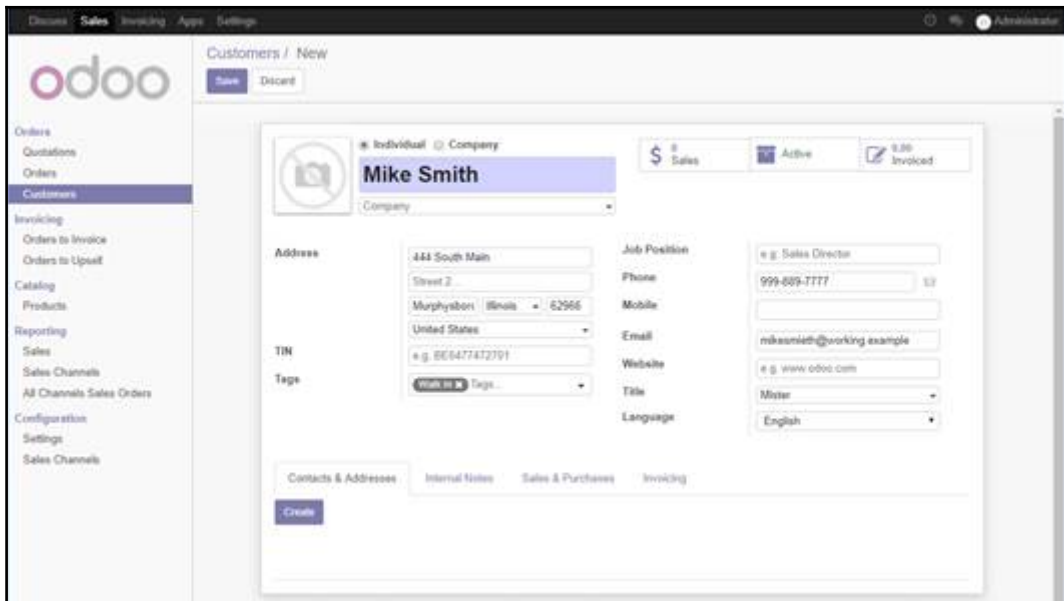 Discuss Sales Invoicing Apps Settings Administrator
odoo
Customers / New
Save Discard
Orders
Quotations
Orders
Customers
Invoicing
Orders to Invoice
Orders to Upsell
Catalog
Products
Reporting
Sales
Sales Channels
All Channels Sales Orders
Configuration
Settings
Sales Channels
Individual Company
Mike Smith
Company
$ 0 Sales
Active
0.00 Invoiced
Address
444 South Main
Street 2...
Murphysboro Illinois 62966
United States
TIN
e.g. BE0477472701
Tags
Walk In x Tags...
Job Position
e.g. Sales Director
Phone
999-889-7777
Mobile
Email
mikesmieth@working.example
Website
e.g. www.odoo.com
Title
Mister
Language
English
Contacts & Addresses Internal Notes Sales & Purchases Invoicing
Create